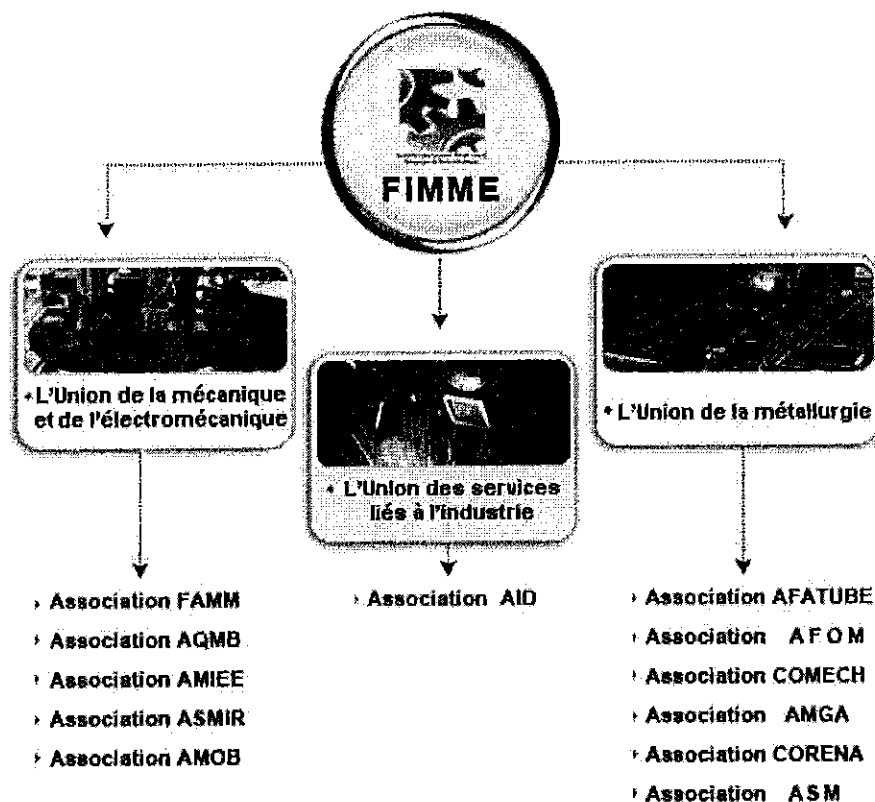 FIMME
• L'Union de la mécanique
et de l'électromécanique
› Association FAMM
› Association AQMB
› Association AMIEE
› Association ASMIR
› Association AMOB
• L'Union des services
liés à l'industrie
› Association AID
• L'Union de la métallurgie
› Association AFATUBE
› Association AFOM
› Association COMECH
› Association AMGA
› Association CORENA
› Association ASM